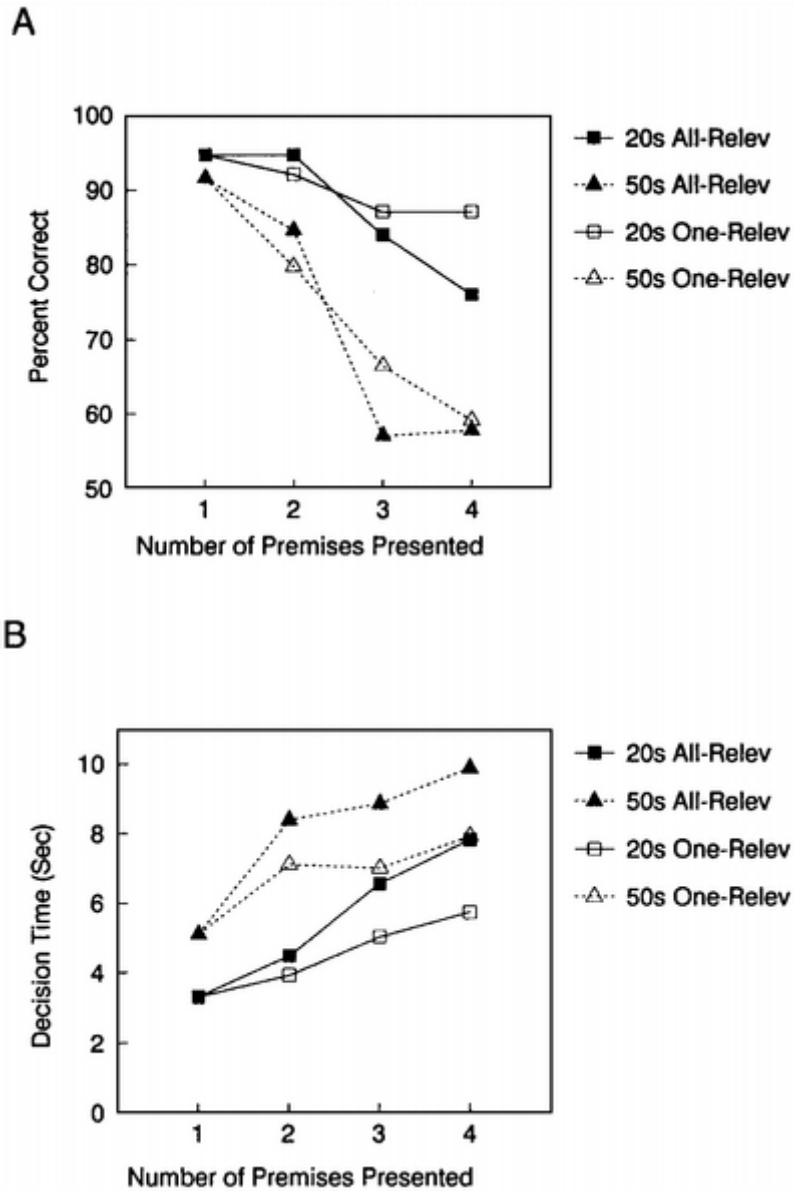 A
100
90
80
70
60
50
Percent Correct
1 2 3 4
Number of Premises Presented
20s All-Relev
50s All-Relev
20s One-Relev
50s One-Relev
B
10
8
6
4
2
0
Decision Time (Sec)
1 2 3 4
Number of Premises Presented
20s All-Relev
50s All-Relev
20s One-Relev
50s One-Relev